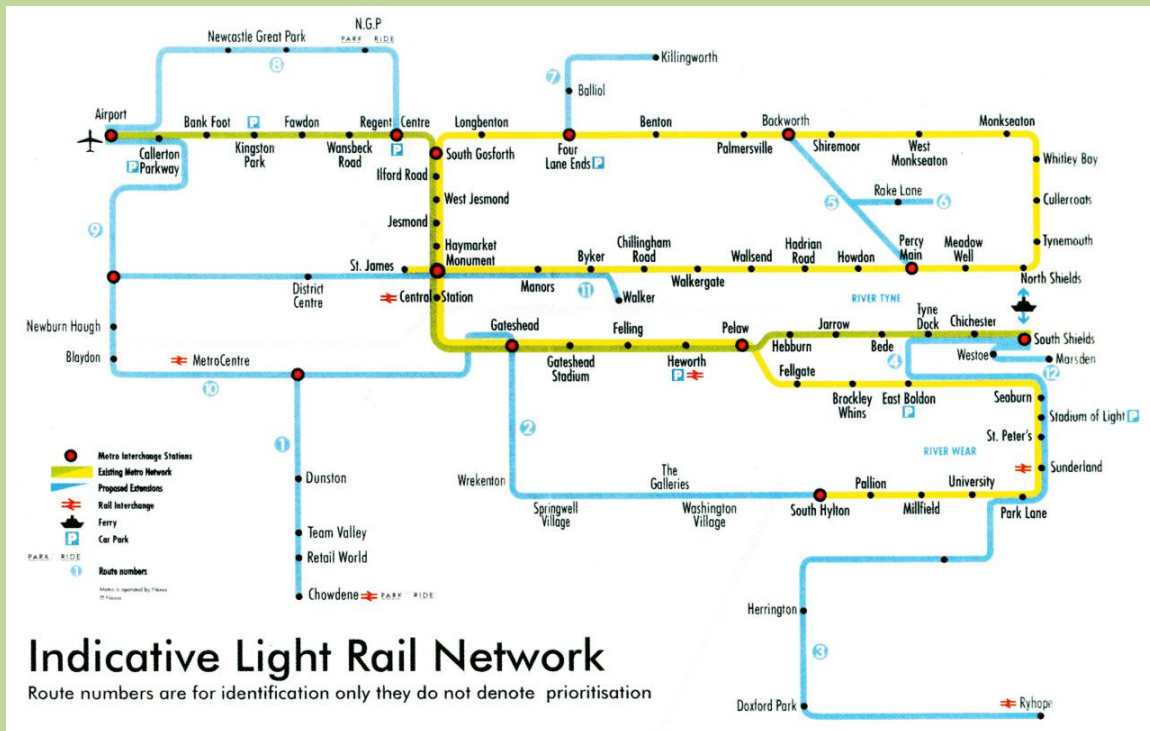 N.G.P
PARK RIDE
Newcastle Great Park
8
Killingworth
7
Balliol
Airport
Bank Foot
P
Fawdon
Regent Centre
Longbenton
Benton
Backworth
Monkseaton
P
Callerton
Parkway
Kingston
Park
Wansbeck
Road
P
South Gosforth
Four
Lane Ends P
Palmersville
Shiremoor
West
Monkseaton
Whitley Bay
Ilford Road
West Jesmond
Rake Lane
5
6
Cullercoats
Jesmond
9
Haymarket
Monument
St. James
Byker
Chillingham
Road
Wallsend
Hadrian
Road
Howdon
Percy
Main
Meadow
Well
Tynemouth
District
Centre
Central Station
Manors
11
Walker
Walkergate
RIVER TYNE
North Shields
Newburn Haugh
Gateshead
Felling
Pelaw
Jarrow
Tyne
Dock
Chichester
South Shields
Blaydon
MetroCentre
10
Gateshead
Stadium
Heworth
P
Hebburn
Bede
4
Westoe
Marsden
12
Fellgate
Brockley
Whins
East Boldon
P
Seaburn
Stadium of Light P
1
2
St. Peter's
RIVER WEAR
Sunderland
Dunston
Wrekenton
The
Galleries
Pallion
University
Springwell
Village
Washington
Village
South Hylton
Millfield
Park Lane
Team Valley
Retail World
Chowdene PARK RIDE
Herrington
3
Doxford Park
Ryhope
Metro Interchange Stations
Existing Metro Network
Proposed Extensions
Rail Interchange
Ferry
P Car Park
PARK RIDE
1 Route numbers
Metro is operated by Nexus
© Nexus
Indicative Light Rail Network
Route numbers are for identification only they do not denote prioritisation